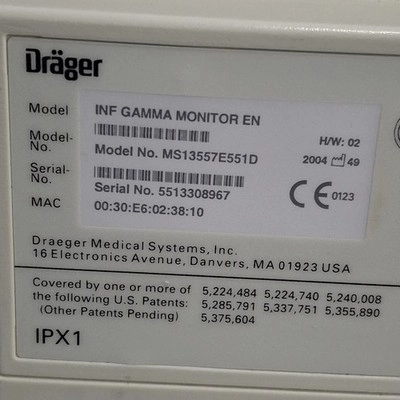 Dräger
Model INF GAMMA MONITOR EN
H/W: 02
Model-No. Model No. MS13557E551D
2004 49
Serial-No. Serial No. 5513308967
CE 0123
MAC 00:30:E6:02:38:10
Draeger Medical Systems, Inc.
16 Electronics Avenue, Danvers, MA 01923 USA
Covered by one or more of 5,224,484 5,224,740 5,240,008
the following U.S. Patents: 5,285,791 5,337,751 5,355,890
(Other Patents Pending) 5,375,604
IPX1